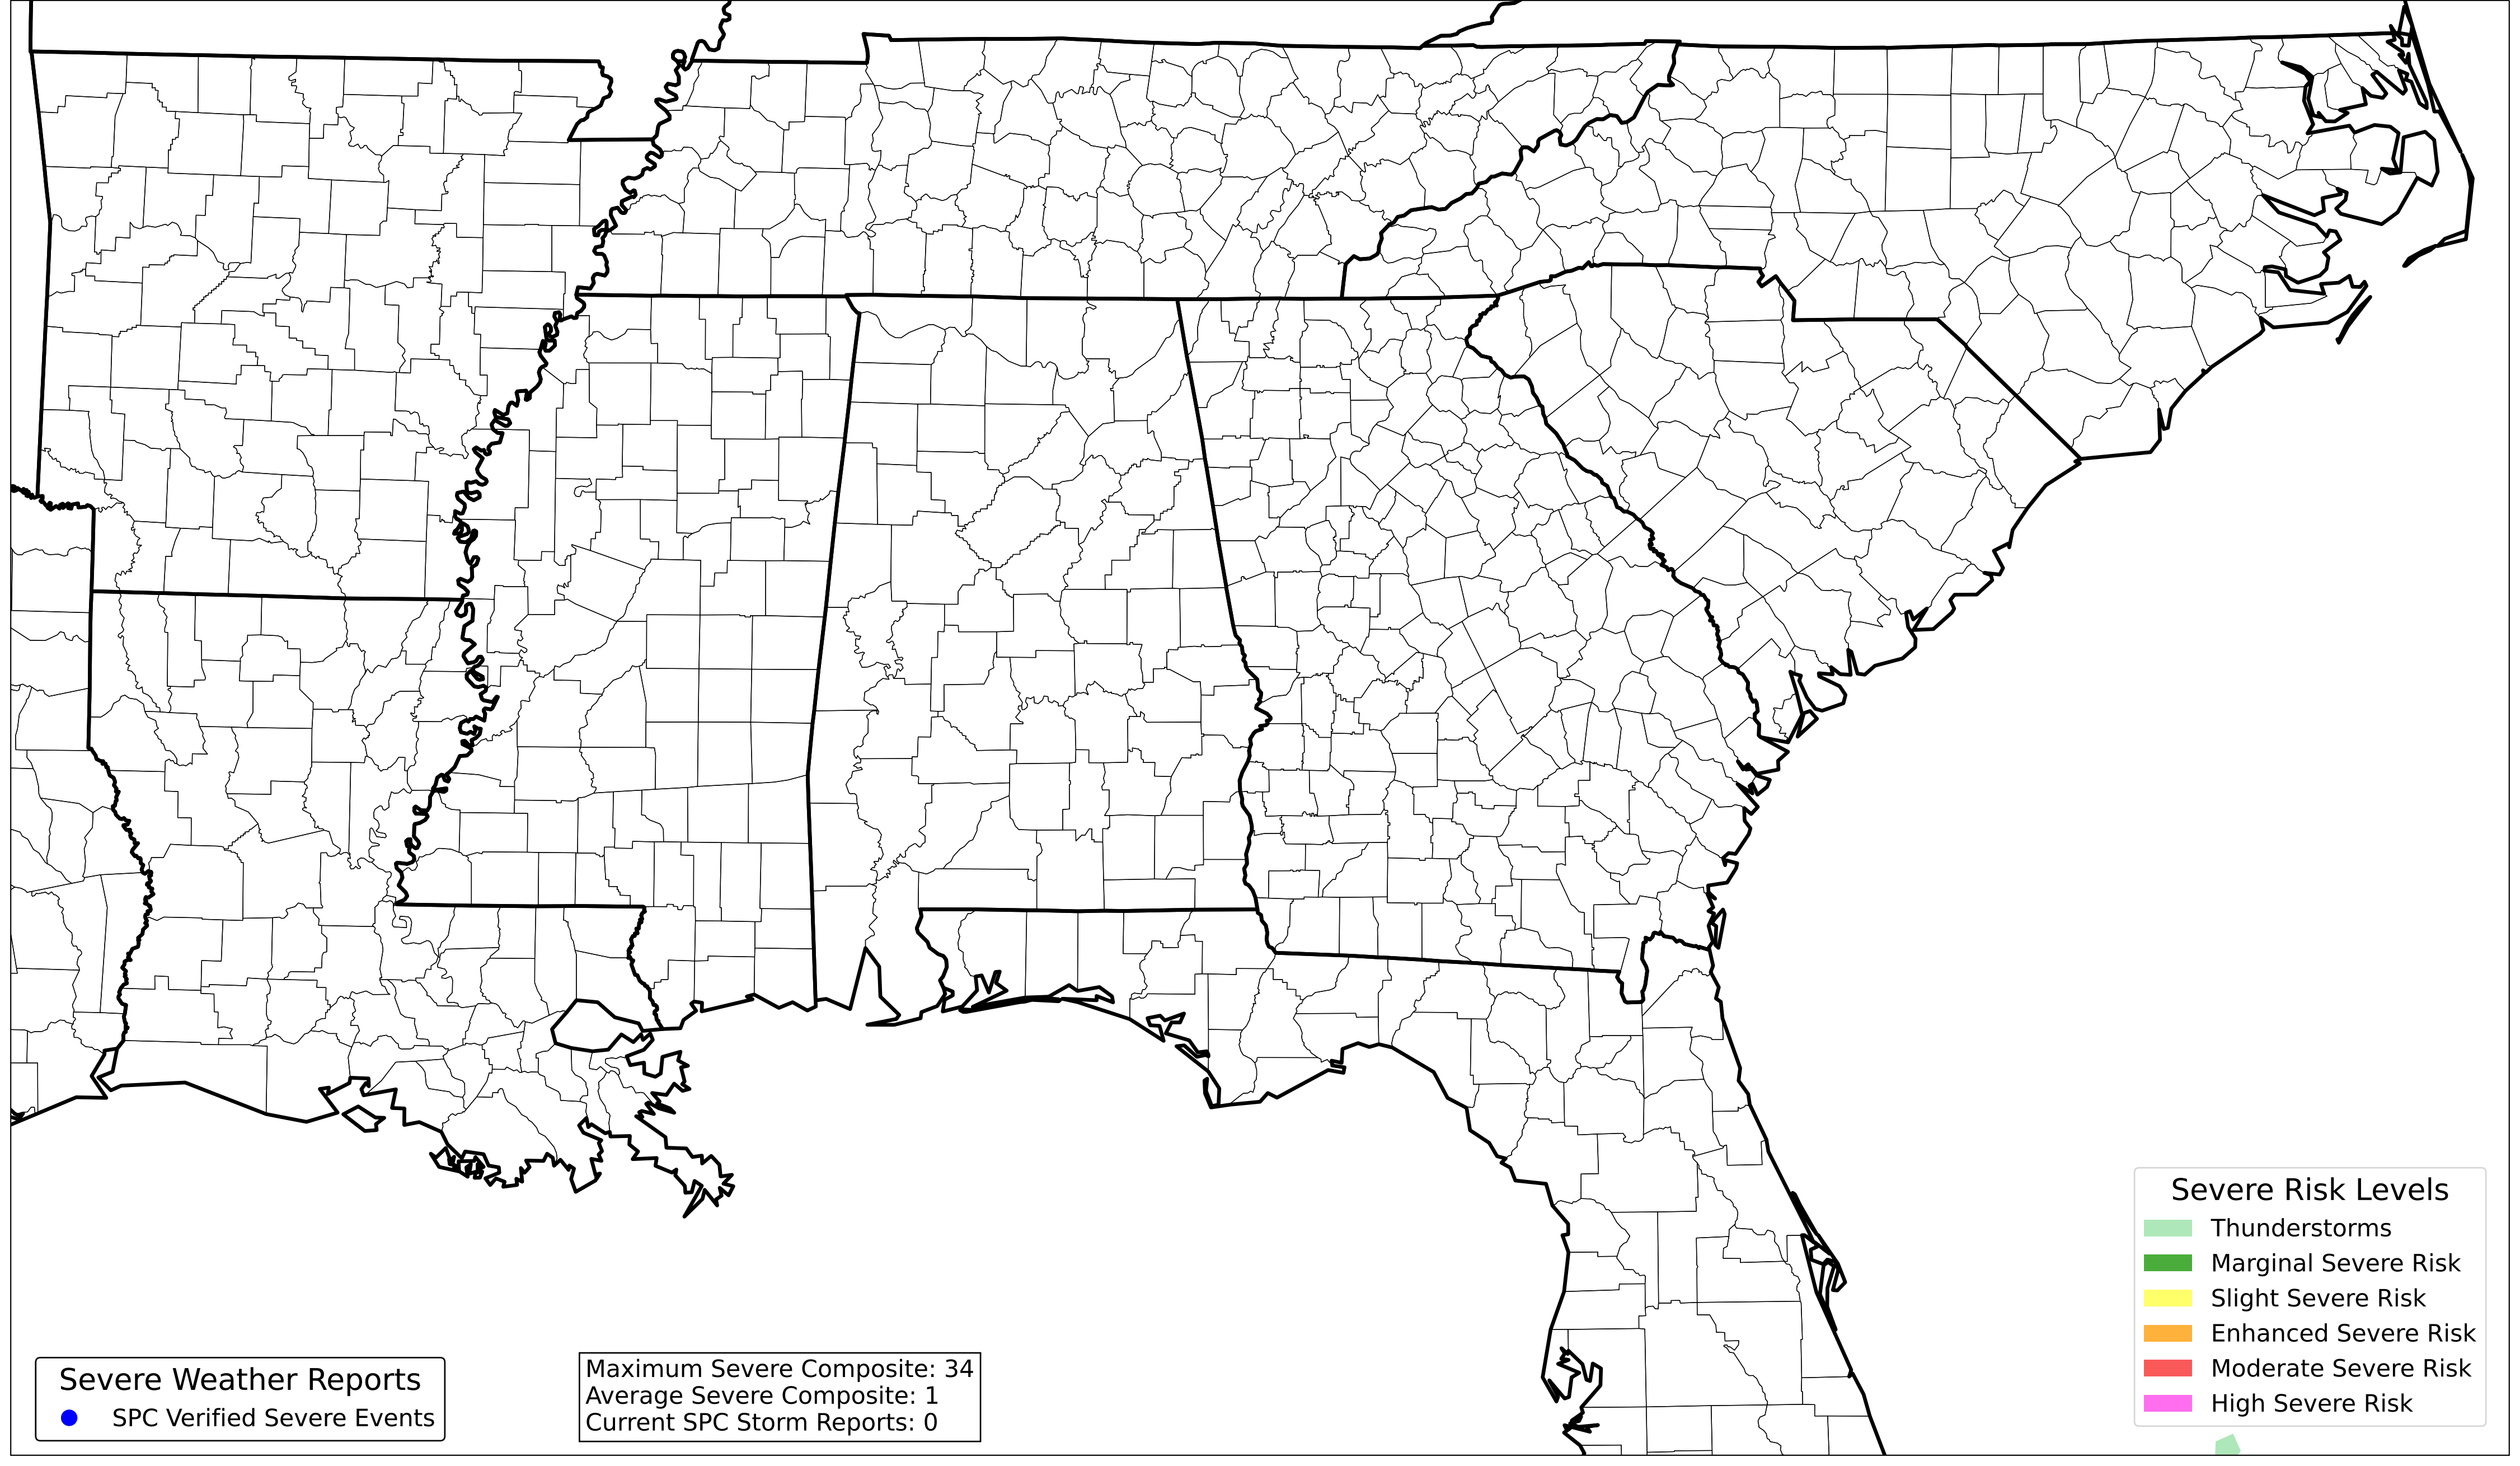 Severe Risk Levels
Thunderstorms
Marginal Severe Risk
Slight Severe Risk
Enhanced Severe Risk
Moderate Severe Risk
High Severe Risk
Severe Weather Reports
SPC Verified Severe Events
Maximum Severe Composite: 34
Average Severe Composite: 1
Current SPC Storm Reports: 0